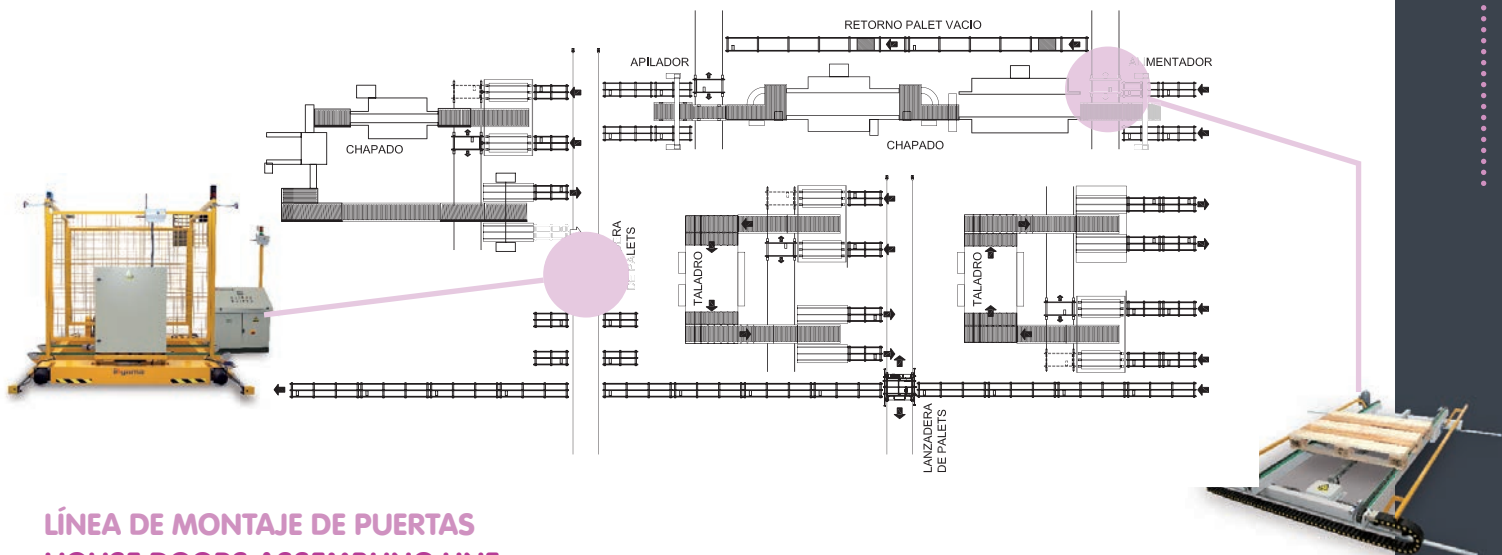 RETORNO PALET VACIO
APILADOR
CHAPADO
CHAPADO
TALADRO
TALADRO
DE PALETS
LANZADERA
DE PALETS
LÍNEA DE MONTAJE DE PUERTAS